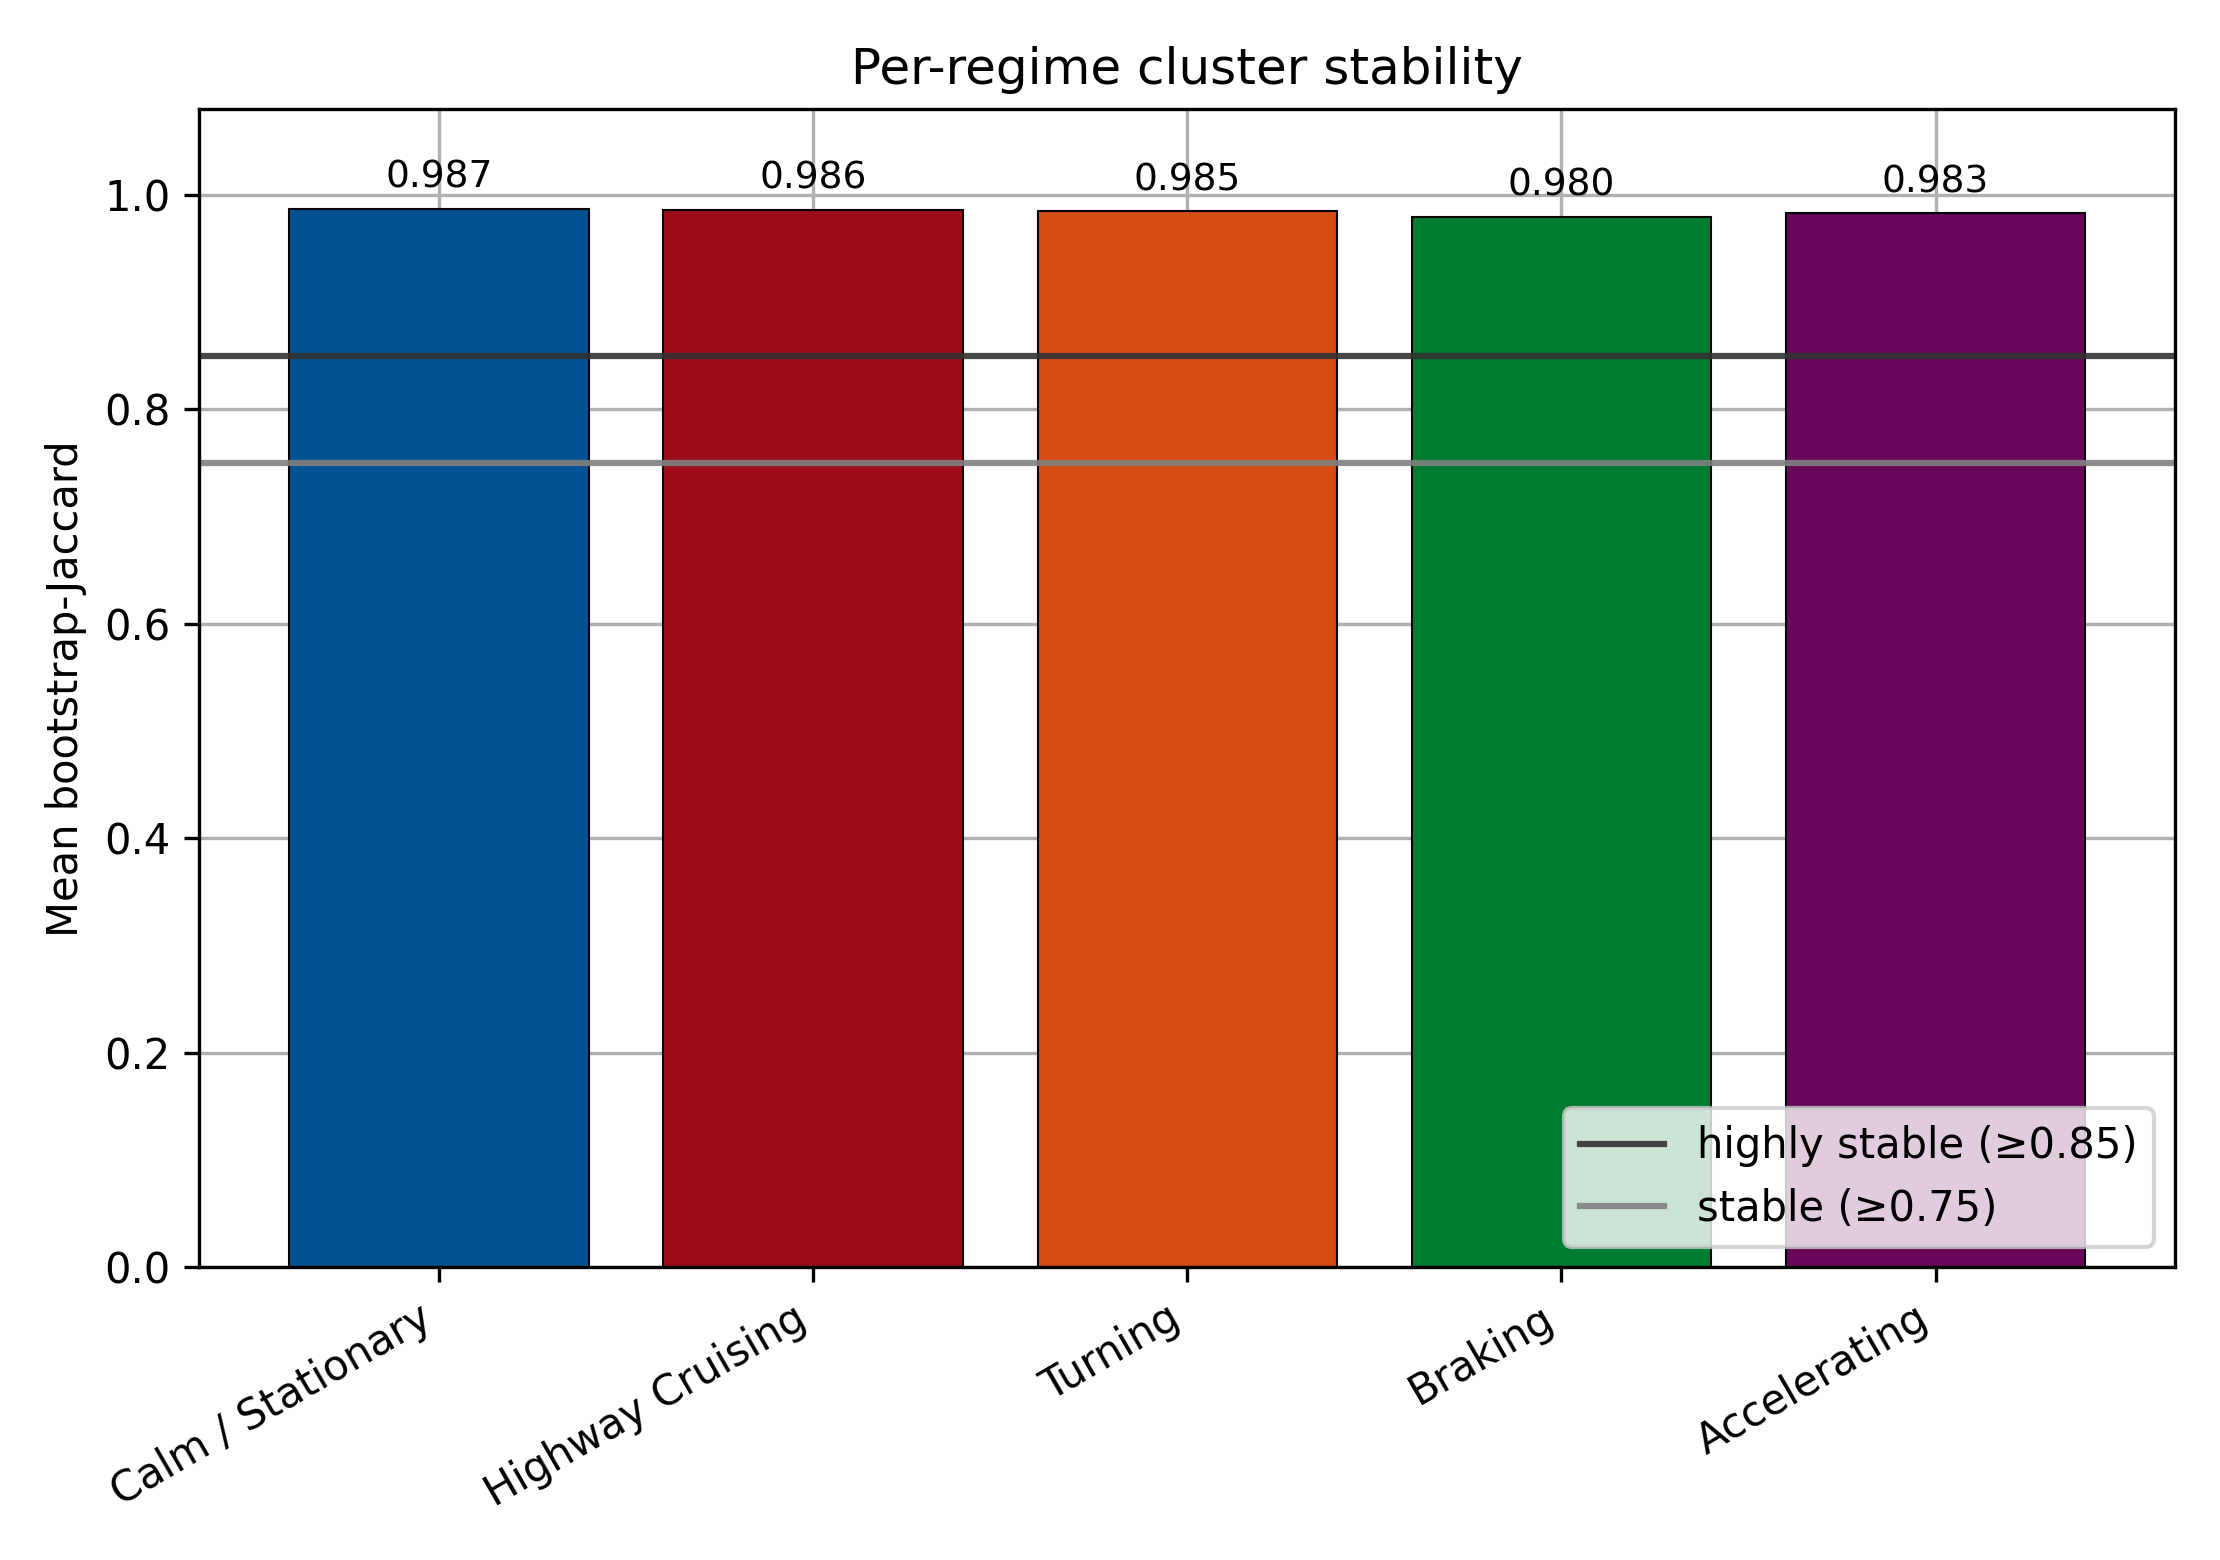 Per-regime cluster stability
Mean bootstrap-Jaccard
1.0
0.8
0.6
0.4
0.2
0.0
0.987
0.986
0.985
0.980
0.983
highly stable (≥0.85)
stable (≥0.75)
Calm / Stationary
Highway Cruising
Turning
Braking
Accelerating